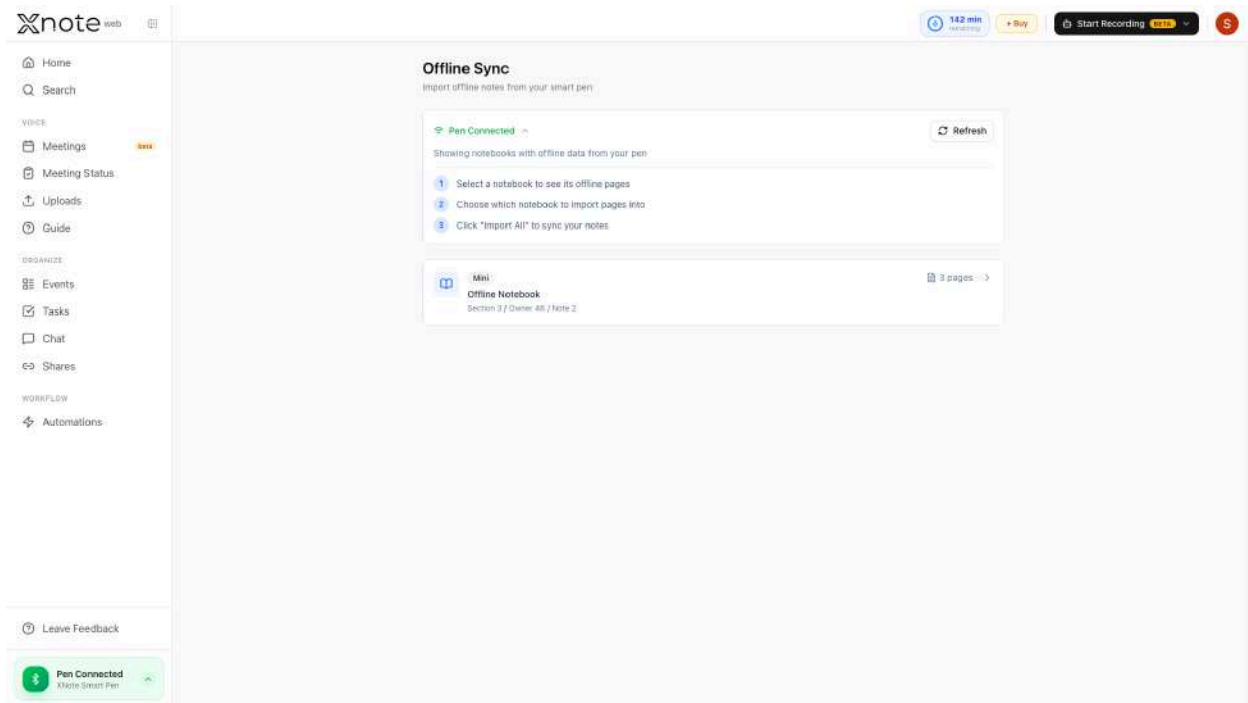 Xnote web
142 min
remaining
+ Buy
Start Recording BETA
S
Home
Search
VOICE
Meetings Beta
Meeting Status
Uploads
Guide
ORGANIZE
Events
Tasks
Chat
Shares
WORKFLOW
Automations
Leave Feedback
Pen Connected
XNote Smart Pen
Offline Sync
Import offline notes from your smart pen
Pen Connected
Refresh
Showing notebooks with offline data from your pen
1 Select a notebook to see its offline pages
2 Choose which notebook to import pages into
3 Click "Import All" to sync your notes
Mini
3 pages
Offline Notebook
Section 3 / Owner 48 / Note 2